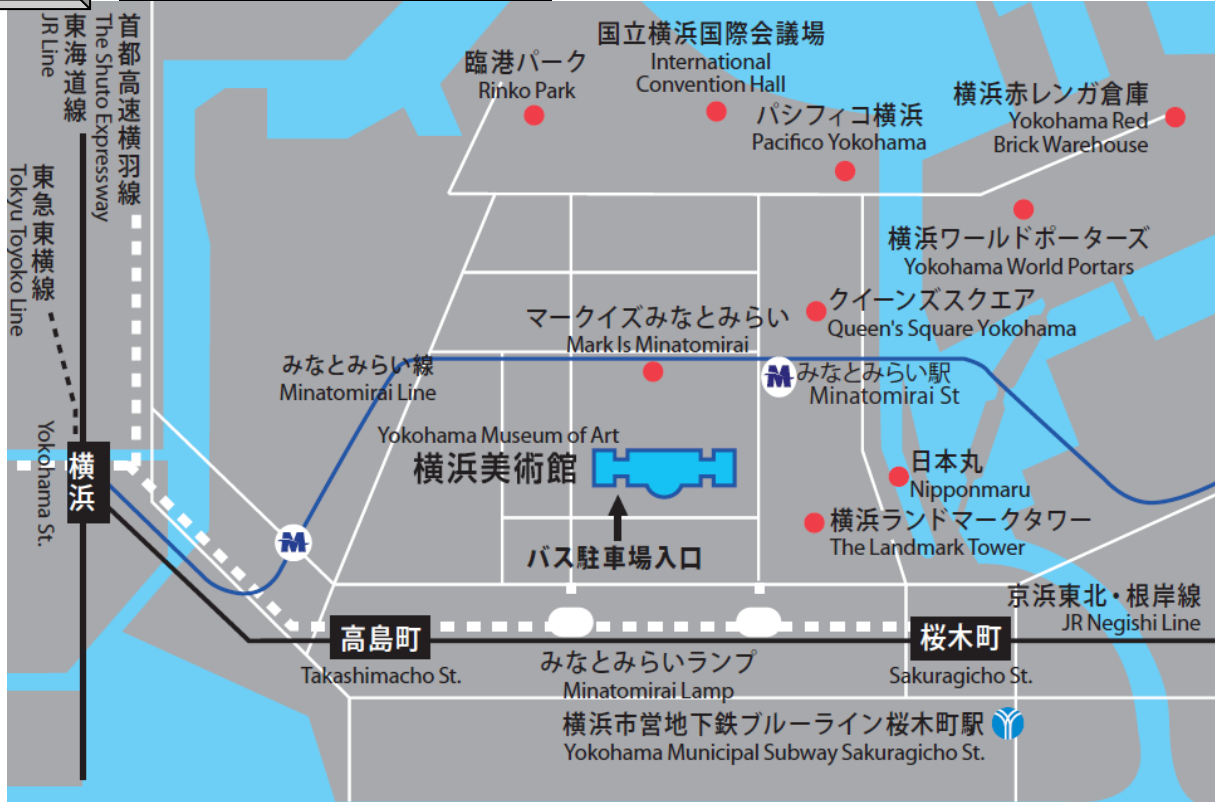 東海道線
JR Line
首都高速横羽線
The Shuto Expressway
東急東横線
Tokyu Toyoko Line
臨港パーク
Rinko Park
国立横浜国際会議場
International
Convention Hall
パシフィコ横浜
Pacifico Yokohama
横浜赤レンガ倉庫
Yokohama Red
Brick Warehouse
横浜ワールドポーターズ
Yokohama World Portars
クイーンズスクエア
Queen's Square Yokohama
マークイズみなとみらい
Mark Is Minatomirai
みなとみらい線
Minatomirai Line
M
みなとみらい駅
Minatomirai St
Yokohama Museum of Art
横浜美術館
バス駐車場入口
日本丸
Nipponmaru
横浜ランドマークタワー
The Landmark Tower
横浜
Yokohama St.
M
京浜東北・根岸線
JR Negishi Line
高島町
Takashimacho St.
みなとみらいランプ
Minatomirai Lamp
桜木町
Sakuragicho St.
横浜市営地下鉄ブルーライン桜木町駅
Yokohama Municipal Subway Sakuragicho St.